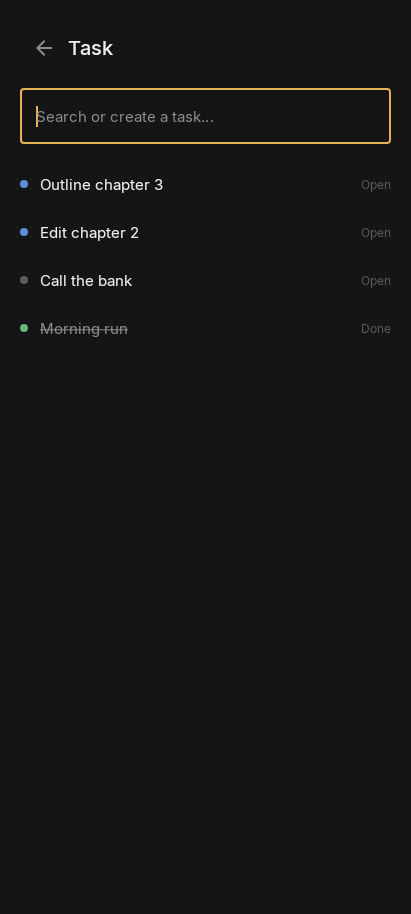 Task
Search or create a task...
Outline chapter 3 Open
Edit chapter 2 Open
Call the bank Open
Morning run Done